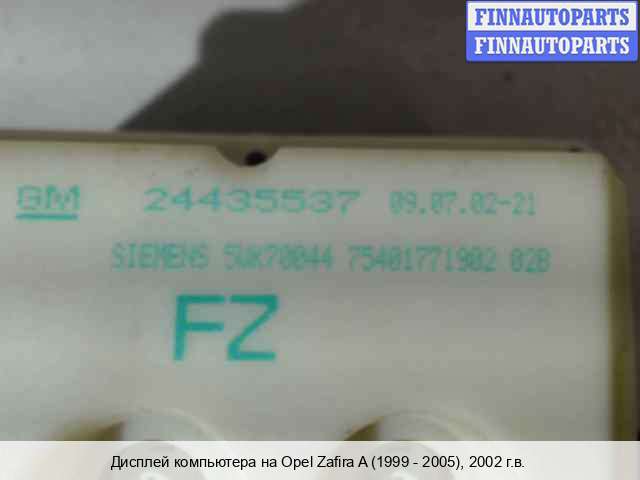 FINNAUTOPARTS
FINNAUTOPARTS
GM 24435537 09.07.02-21
SIEMENS 5WK70044 75401771902 02B
FZ
Дисплей компьютера на Opel Zafira A (1999 - 2005), 2002 г.в.